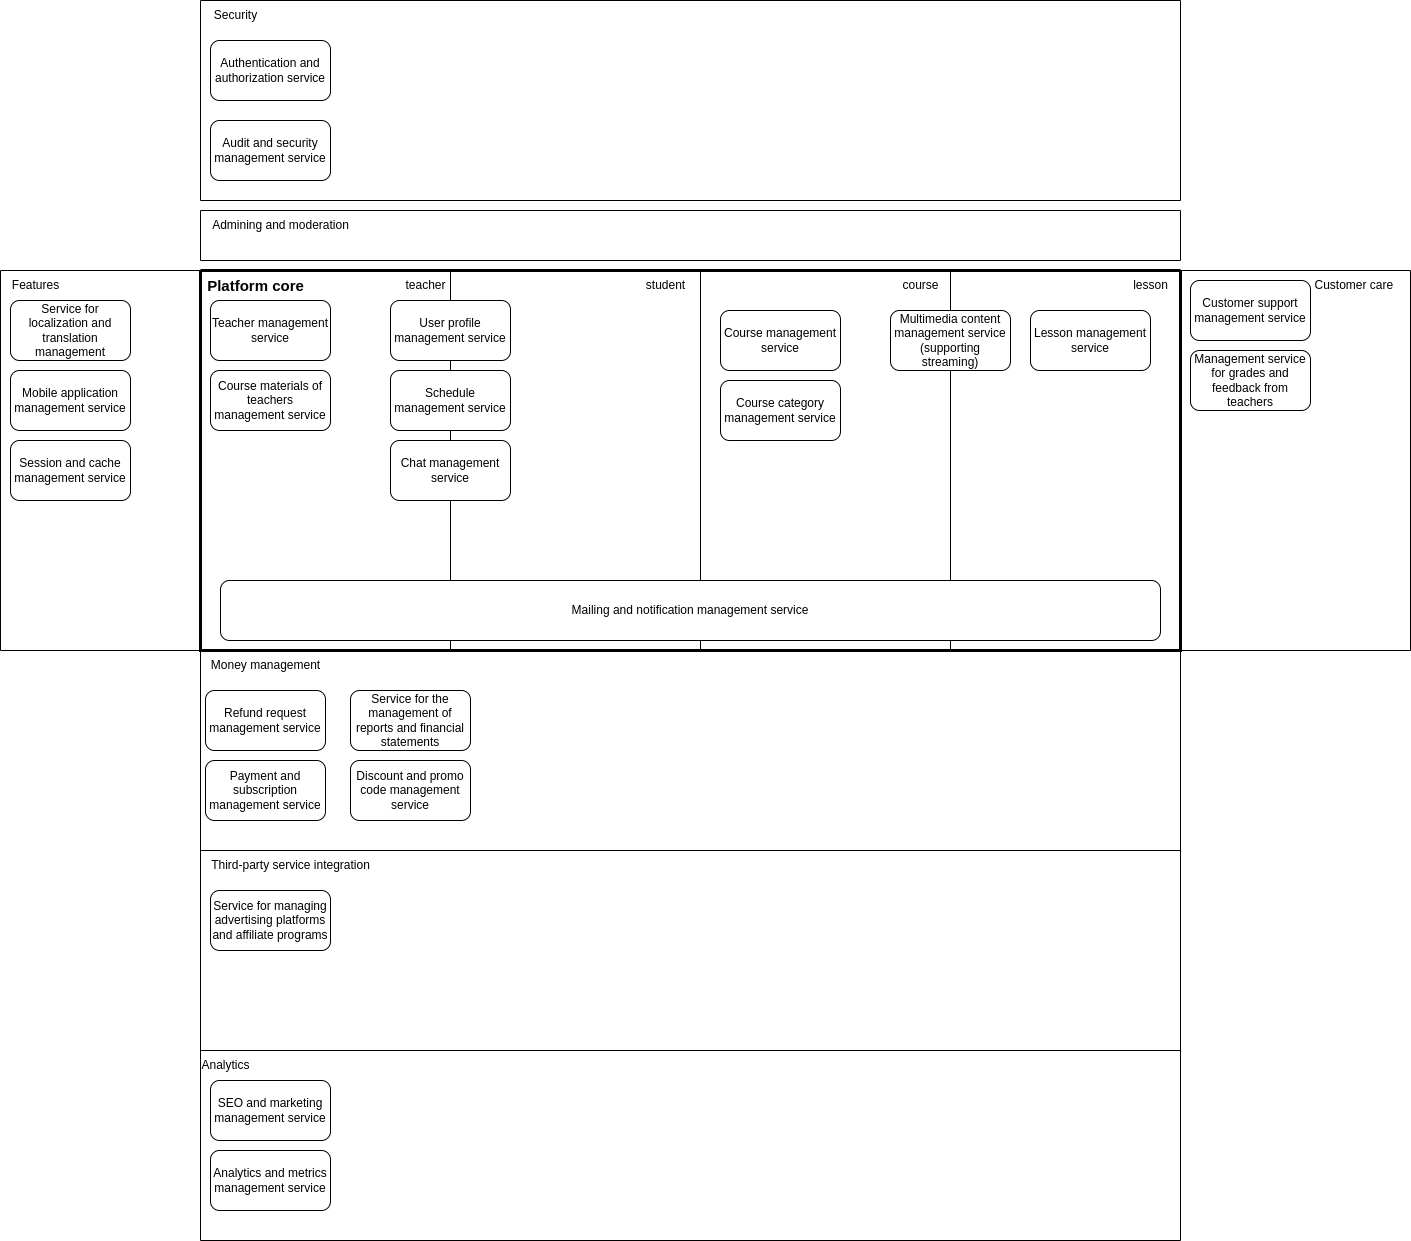 Security
Authentication and
authorization service
Audit and security
management service
Admining and moderation
Features
Service for
localization and
translation
management
Mobile application
management service
Session and cache
management service
Platform core
teacher
student
course
lesson
Teacher management
service
Course materials of
teachers
management service
User profile
management service
Schedule
management service
Chat management
service
Course management
service
Course category
management service
Multimedia content
management service
(supporting
streaming)
Lesson management
service
Mailing and notification management service
Customer care
Customer support
management service
Management service
for grades and
feedback from
teachers
Money management
Refund request
management service
Service for the
management of
reports and financial
statements
Payment and
subscription
management service
Discount and promo
code management
service
Third-party service integration
Service for managing
advertising platforms
and affiliate programs
Analytics
SEO and marketing
management service
Analytics and metrics
management service